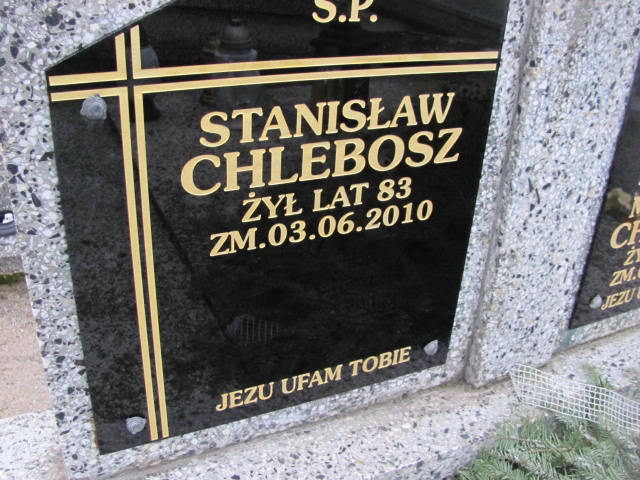 S.P.
STANISŁAW
CHLEBOSZ
ŻYŁ LAT 83
ZM.03.06.2010
JEZU UFAM TOBIE